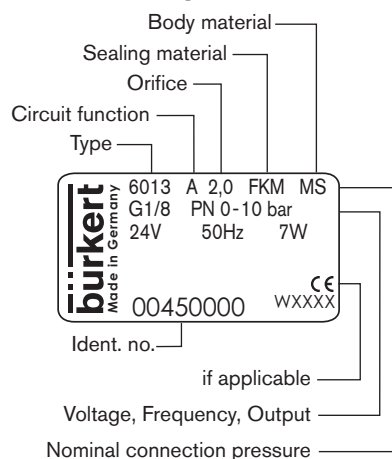 Body material
Sealing material
Orifice
Circuit function
Type
6013 A 2,0 FKM MS
G1/8 PN 0-10 bar
24V 50Hz 7W
burkert
Made in Germany
CE
00450000 WXXXX
Ident. no.
if applicable
Voltage, Frequency, Output
Nominal connection pressure